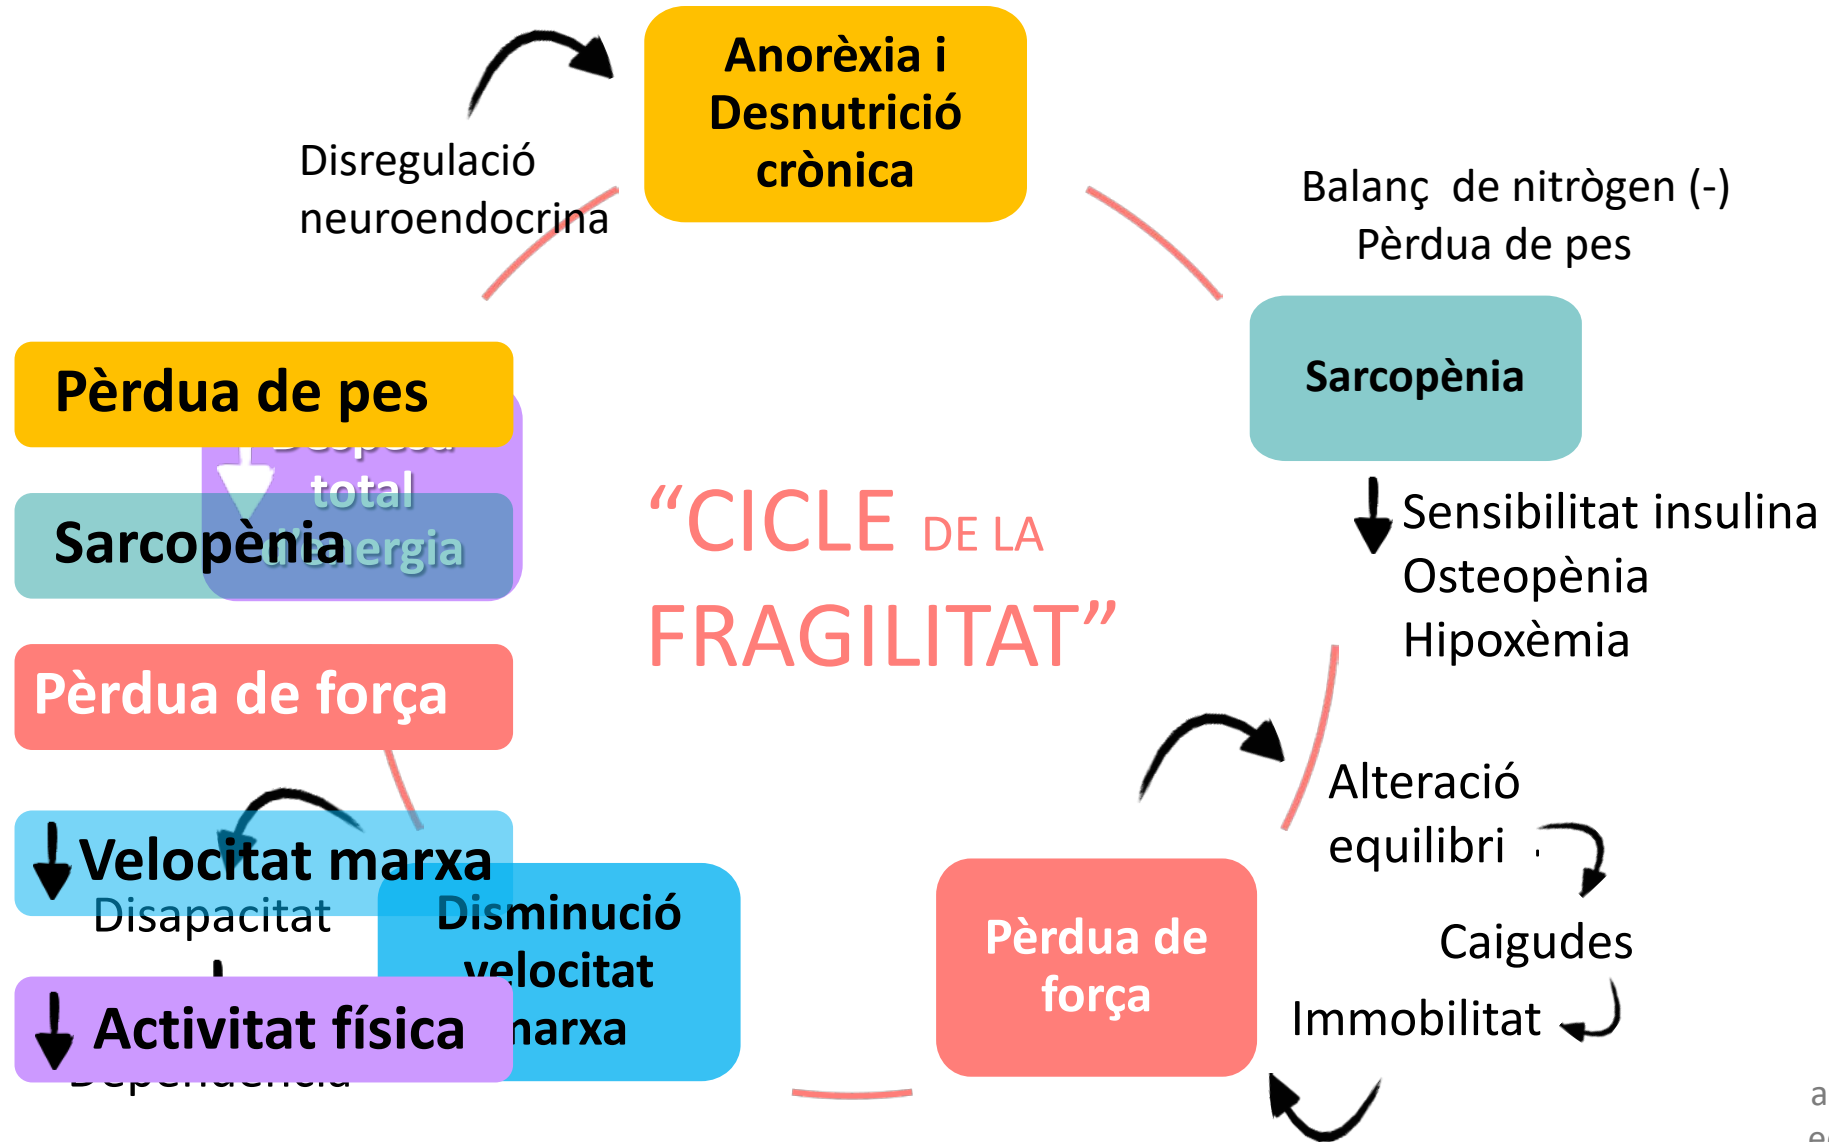 Anorèxia i
Desnutrició
crònica
Disregulació
neuroendocrina
Balanç de nitrògen (-)
Pèrdua de pes
Sarcopènia
Sensibilitat insulina
Osteopènia
Hipoxèmia
Alteració
equilibri
Caigudes
Immobilitat
Pèrdua de
força
Disminució
velocitat
marxa
Disapacitat
total
d'energia
Pèrdua de pes
Sarcopènia
Pèrdua de força
Velocitat marxa
Activitat física
“CICLE DE LA
FRAGILITAT”